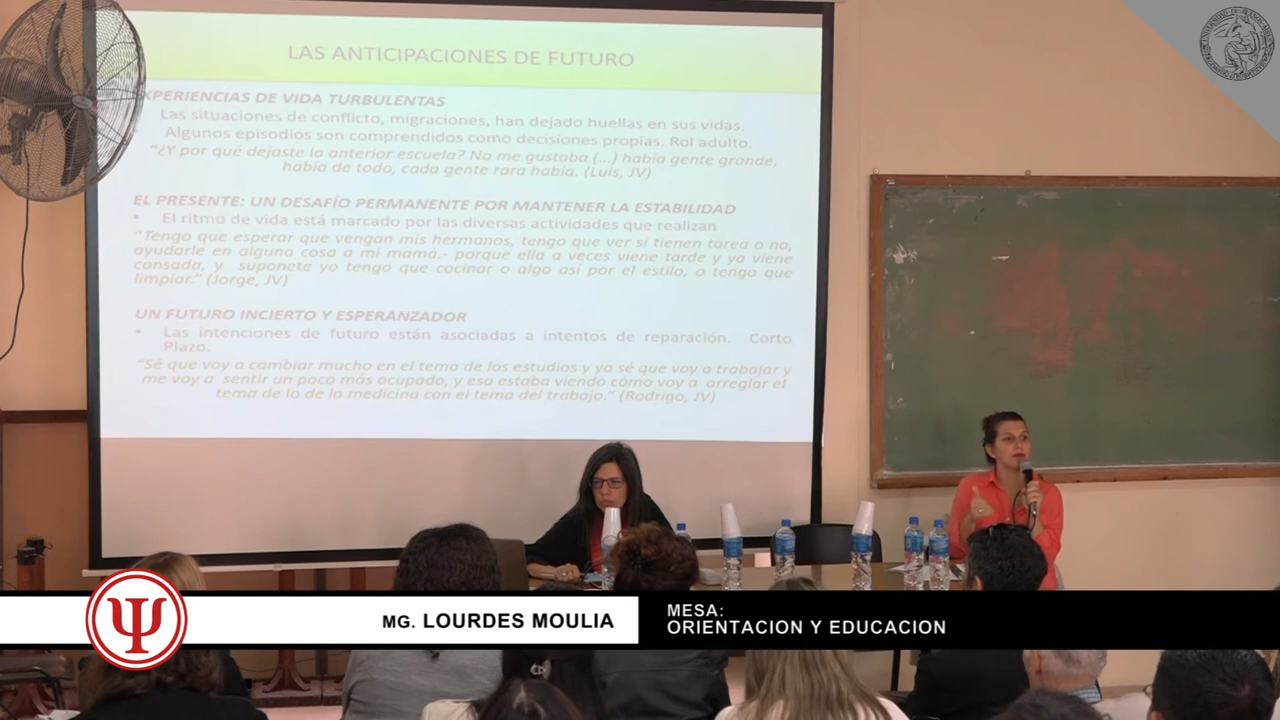 LAS ANTICIPACIONES DE FUTURO
XPERIENCIAS DE VIDA TURBULENTAS
Las situaciones de conflicto, migraciones, han dejado huellas en sus vidas.
Algunos episodios son comprendidos como decisiones propias. Rol adulto.
"¿Y por qué dejaste la anterior escuela? No me gustaba (...) había gente grande,
había de todo, cada gente rara había. (Luis, JV)
EL PRESENTE: UN DESAFÍO PERMANENTE POR MANTENER LA ESTABILIDAD
• El ritmo de vida está marcado por las diversas actividades que realizan
"Tengo que esperar que vengan mis hermanos, tengo que ver si tienen tarea o no,
ayudarle en alguna cosa a mi mamá.- porque ella a veces viene tarde y ya viene
cansada, y suponete yo tengo que cocinar o algo así por el estilo, o tengo que
limpiar." (Jorge, JV)
UN FUTURO INCIERTO Y ESPERANZADOR
• Las intenciones de futuro están asociadas a intentos de reparación. Corto
Plazo.
"Sé que voy a cambiar mucho en el tema de los estudios y ya sé que voy a trabajar y
me voy a sentir un poco más ocupado, y eso estaba viendo cómo voy a arreglar el
tema de lo de la medicina con el tema del trabajo." (Rodrigo, JV)
Ψ
MG. LOURDES MOULIA
MESA:
ORIENTACION Y EDUCACION